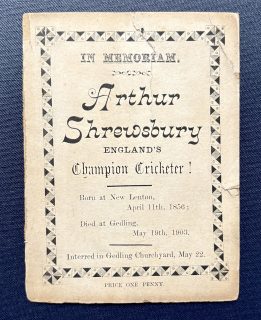 IN MEMORIAM.
Arthur
Shrewsbury
ENGLAND'S
Champion Cricketer!
Born at New Lenton,
April 11th, 1856;
Died at Gedling,
May 19th, 1903.
Interred in Gedling Churchyard, May 22.
PRICE ONE PENNY.